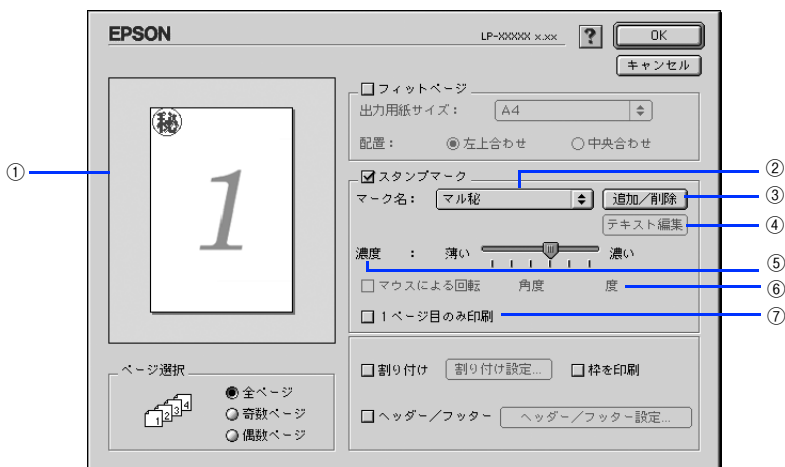 EPSON
LP-XXXXX x.xx
?
OK
キャンセル
秘
1
①
フィットページ
出力用紙サイズ： A4
配置： 左上合わせ 中央合わせ
スタンプマーク
②
マーク名： マル秘 追加／削除
③
テキスト編集
④
濃度 ： 薄い 濃い
⑤
マウスによる回転 角度 度
⑥
1ページ目のみ印刷
⑦
ページ選択
1 2 3 4
全ページ
奇数ページ
偶数ページ
割り付け 割り付け設定... 枠を印刷
ヘッダー／フッター ヘッダー／フッター設定...